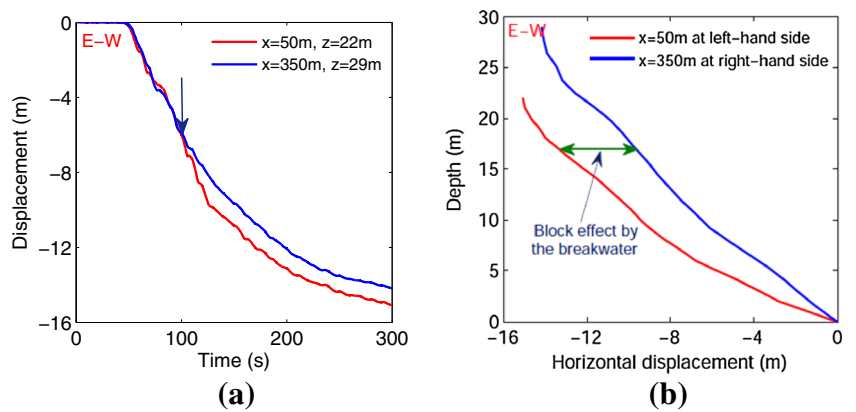 0
-4
-8
-12
-16
Displacement (m)
E-W
x=50m, z=22m
x=350m, z=29m
0
100
200
300
Time (s)
(a)
30
25
20
15
10
5
0
Depth (m)
E-W
x=50m at left-hand side
x=350m at right-hand side
Block effect by
the breakwater
-16
-12
-8
-4
0
Horizontal displacement (m)
(b)